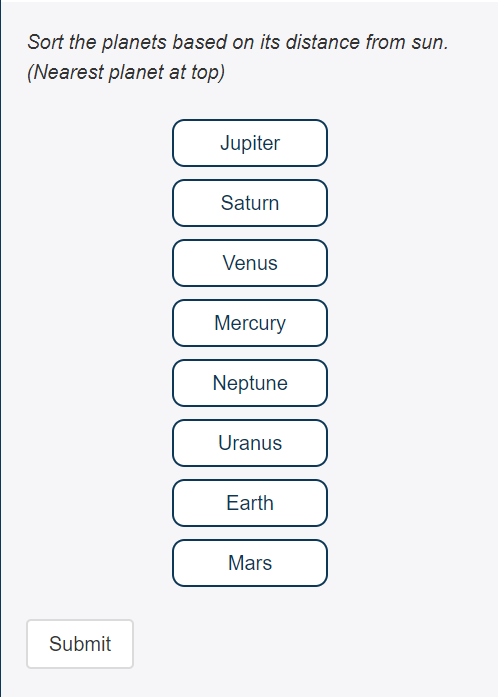 Sort the planets based on its distance from sun.
(Nearest planet at top)
Jupiter
Saturn
Venus
Mercury
Neptune
Uranus
Earth
Mars
Submit